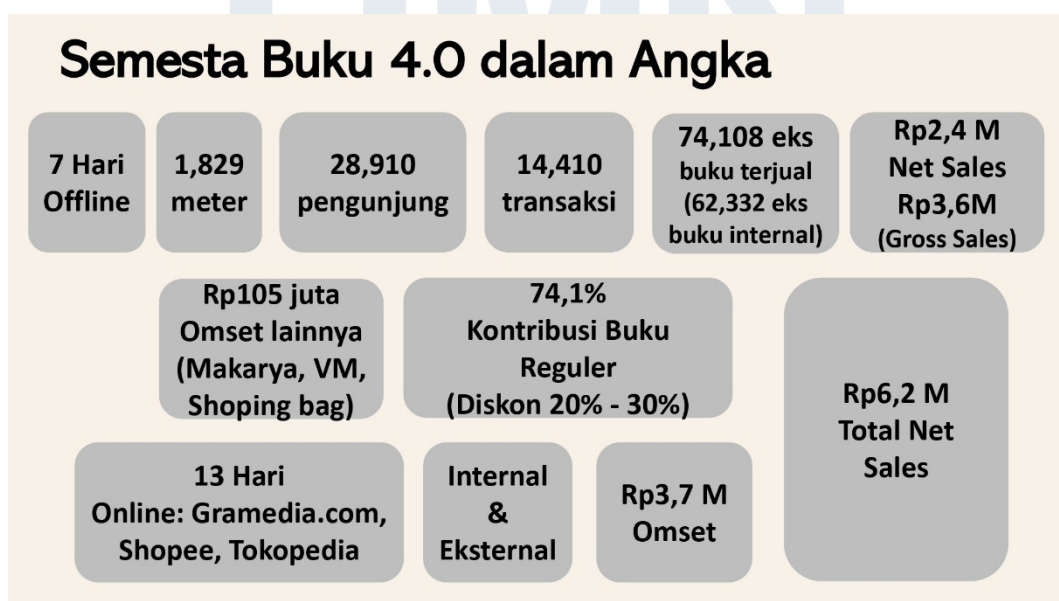 Semesta Buku 4.0 dalam Angka
7 Hari
Offline
1,829
meter
28,910
pengunjung
14,410
transaksi
74,108 eks
buku terjual
(62,332 eks
buku internal)
Rp2,4 M
Net Sales
Rp3,6M
(Gross Sales)
Rp105 juta
Omset lainnya
(Makarya, VM,
Shoping bag)
74,1%
Kontribusi Buku
Reguler
(Diskon 20% - 30%)
Rp6,2 M
Total Net
Sales
13 Hari
Online: Gramedia.com,
Shopee, Tokopedia
Internal
&
Eksternal
Rp3,7 M
Omset